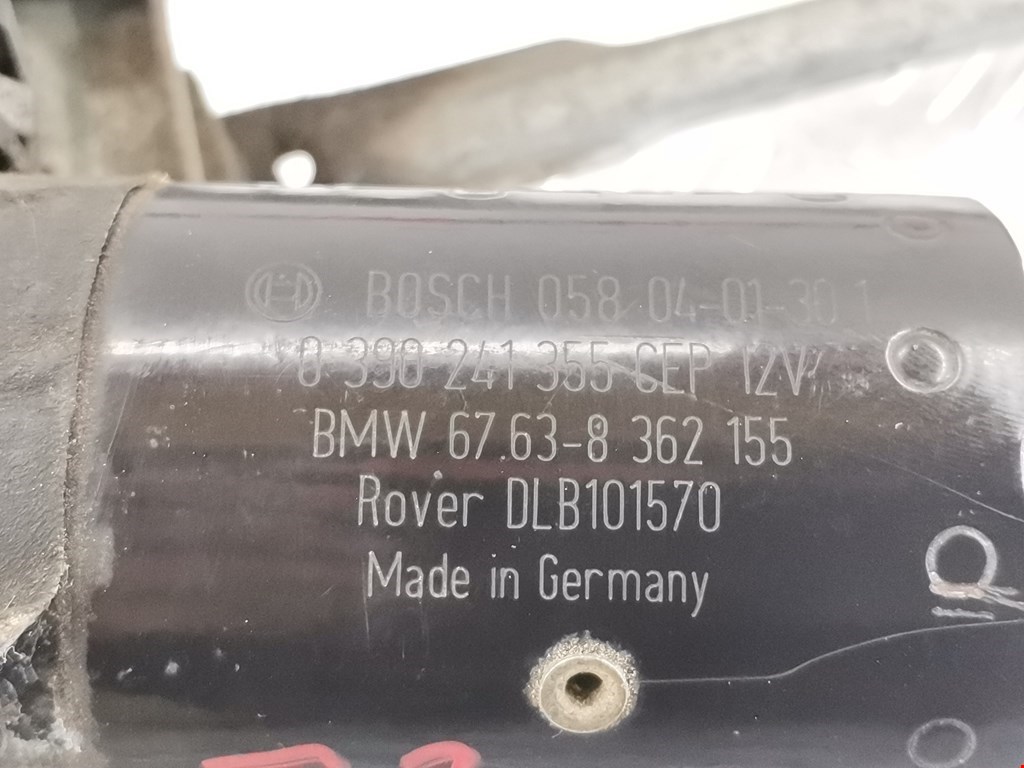 BOSCH 058 04-01-30 1
0 390 241 355 CEP 12V
BMW 67.63-8 362 155
Rover DLB101570
Made in Germany